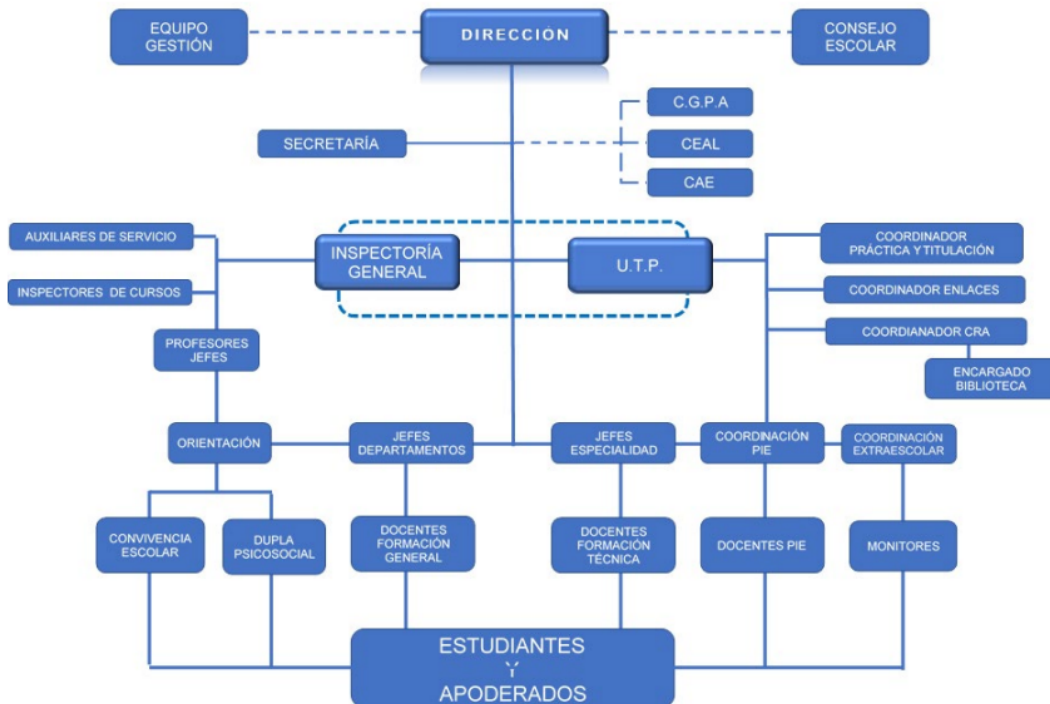 EQUIPO
GESTIÓN
DIRECCIÓN
CONSEJO
ESCOLAR
C.G.P.A
SECRETARÍA
CEAL
CAE
AUXILIARES DE SERVICIO
INSPECTORES DE CURSOS
PROFESORES
JEFES
INSPECTORÍA
GENERAL
U.T.P.
COORDINADOR
PRÁCTICA Y TITULACIÓN
COORDINADOR ENLACES
COORDIANADOR CRA
ENCARGADO
BIBLIOTECA
ORIENTACIÓN
JEFES
DEPARTAMENTOS
JEFES
ESPECIALIDAD
COORDINACIÓN
PIE
COORDINACIÓN
EXTRAESCOLAR
CONVIVENCIA
ESCOLAR
DUPLA
PSICOSOCIAL
DOCENTES
FORMACIÓN
GENERAL
DOCENTES
FORMACIÓN
TÉCNICA
DOCENTES PIE
MONITORES
ESTUDIANTES
Y
APODERADOS